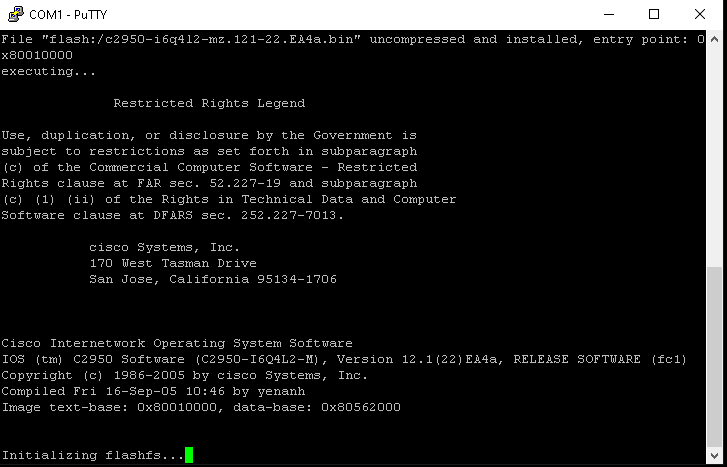 COM1 - PuTTY
File "flash:/c2950-i6q4l2-mz.121-22.EA4a.bin" uncompressed and installed, entry point: 0
x80010000
executing...
Restricted Rights Legend
Use, duplication, or disclosure by the Government is
subject to restrictions as set forth in subparagraph
(c) of the Commercial Computer Software - Restricted
Rights clause at FAR sec. 52.227-19 and subparagraph
(c) (1) (ii) of the Rights in Technical Data and Computer
Software clause at DFARS sec. 252.227-7013.
cisco Systems, Inc.
170 West Tasman Drive
San Jose, California 95134-1706
Cisco Internetwork Operating System Software
IOS (tm) C2950 Software (C2950-I6Q4L2-M), Version 12.1(22)EA4a, RELEASE SOFTWARE (fc1)
Copyright (c) 1986-2005 by cisco Systems, Inc.
Compiled Fri 16-Sep-05 10:46 by yenanh
Image text-base: 0x80010000, data-base: 0x80562000
Initializing flashfs...